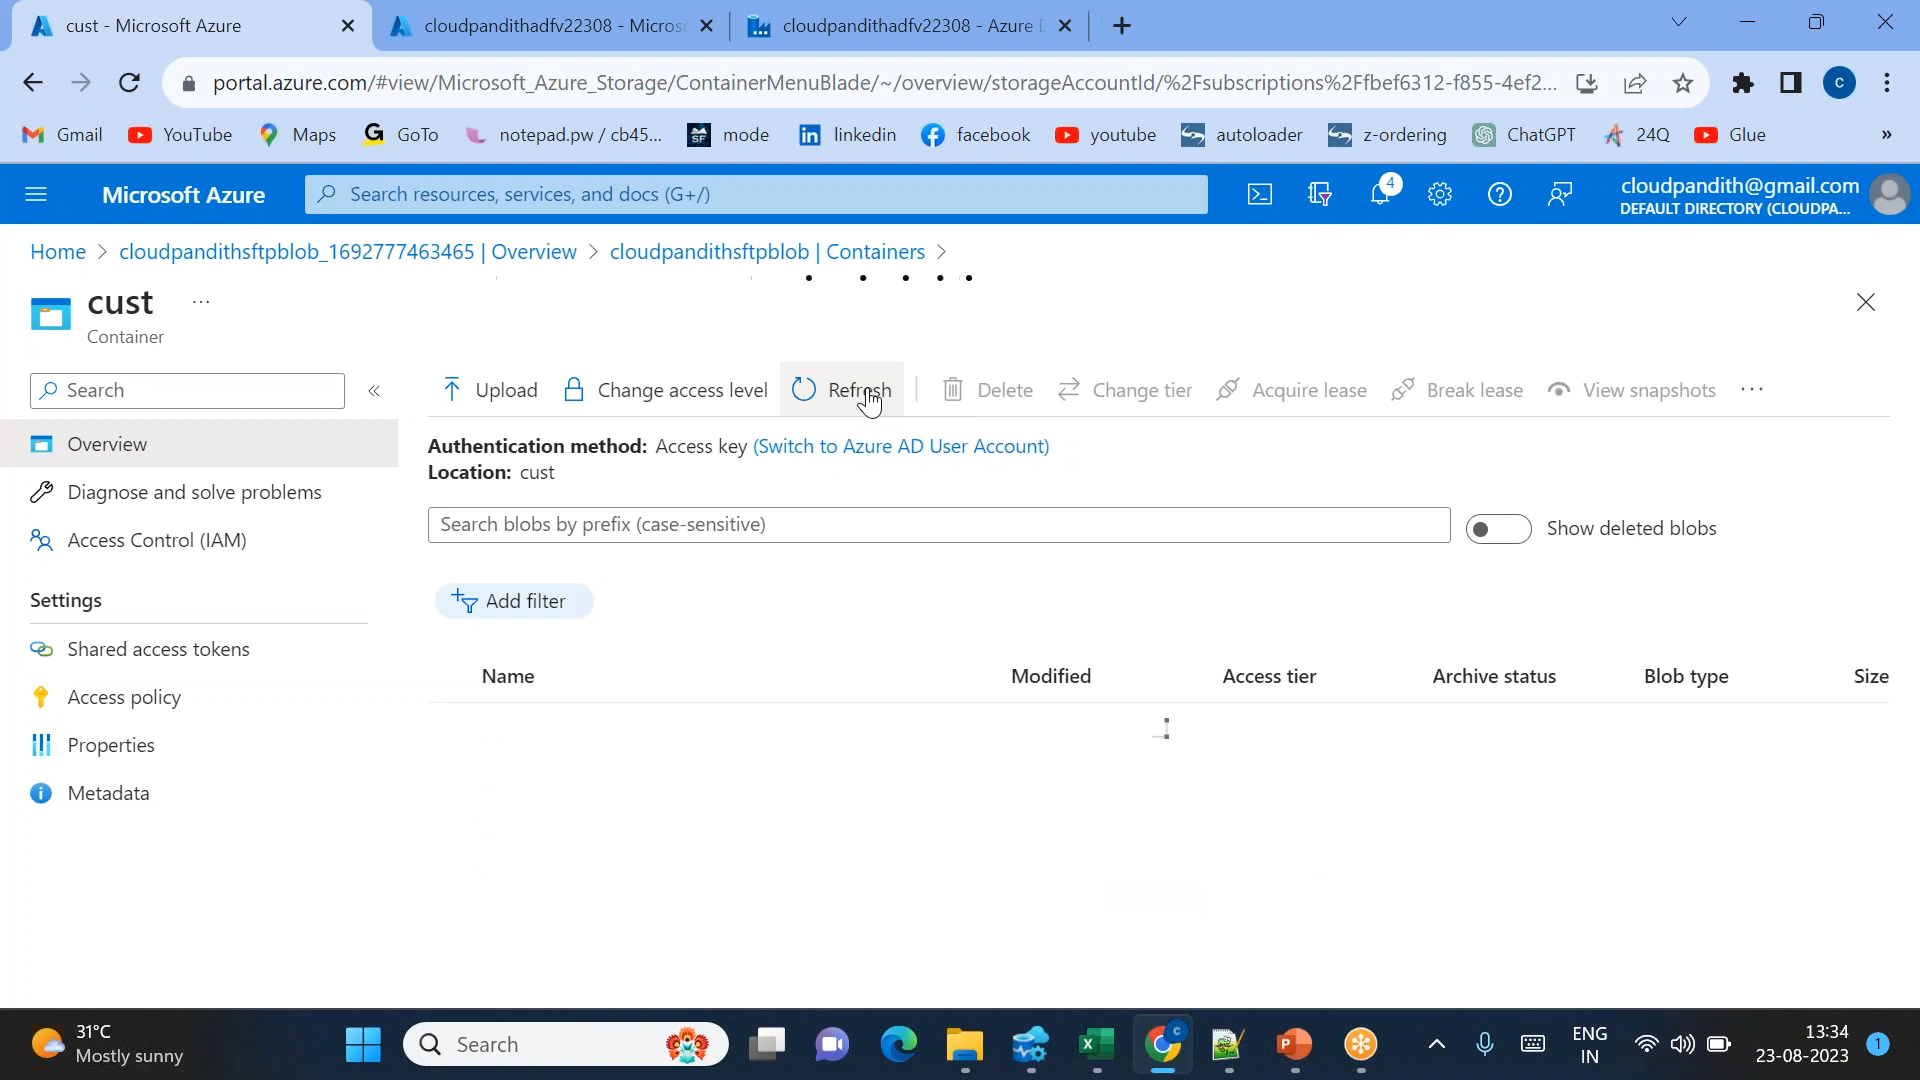 cust - Microsoft Azure
cloudpandithadfv22308 - Micros
cloudpandithadfv22308 - Azure
portal.azure.com/#view/Microsoft_Azure_Storage/ContainerMenuBlade/~/overview/storageAccountId/%2Fsubscriptions%2Ffbef6312-f855-4ef2...
c
Gmail YouTube Maps GoTo notepad.pw / cb45... mode linkedin facebook youtube autoloader z-ordering ChatGPT 24Q Glue »
Microsoft Azure
Search resources, services, and docs (G+/)
4
cloudpandith@gmail.com
DEFAULT DIRECTORY (CLOUDPA...
Home > cloudpandithsftpblob_1692777463465 | Overview > cloudpandithsftpblob | Containers >
cust ...
Container
Search «
Upload Change access level Refresh Delete Change tier Acquire lease Break lease View snapshots ...
Authentication method: Access key (Switch to Azure AD User Account)
Location: cust
Search blobs by prefix (case-sensitive)
Show deleted blobs
Add filter
Overview
Diagnose and solve problems
Access Control (IAM)
Settings
Shared access tokens
Access policy
Properties
Metadata
Name Modified Access tier Archive status Blob type Size
31°C
Mostly sunny
Search
ENG
IN
13:34
23-08-2023
1